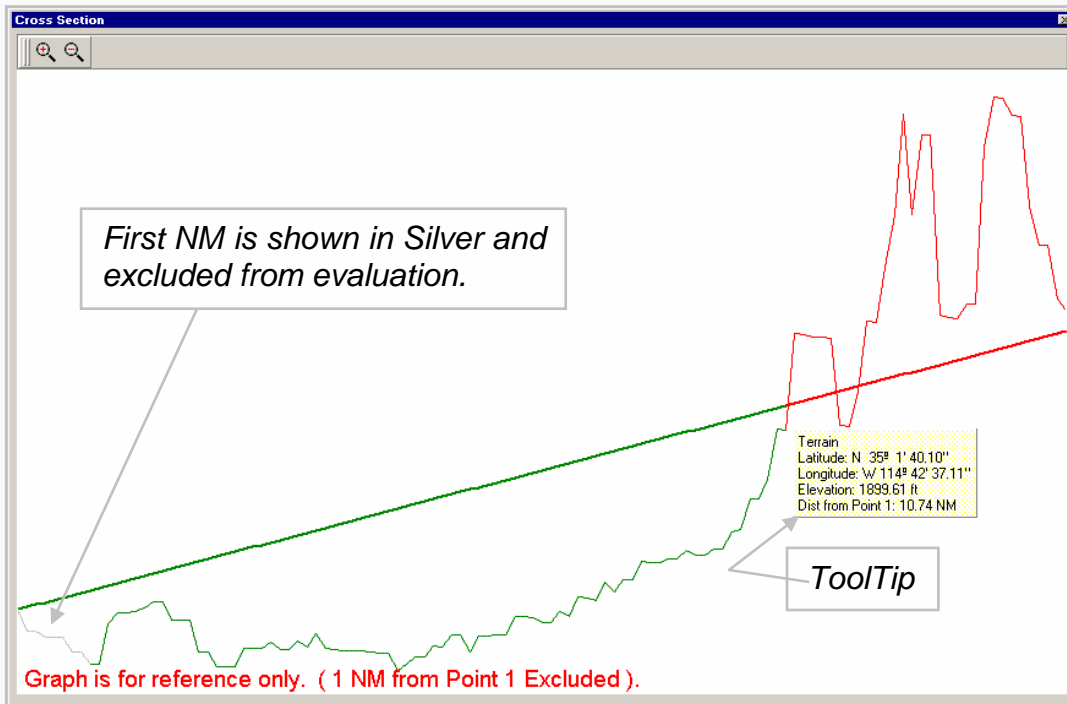 Cross Section
First NM is shown in Silver and
excluded from evaluation.
Terrain
Latitude: N 35º 1' 40.10"
Longitude: W 114º 42' 37.11"
Elevation: 1899.61 ft
Dist from Point 1: 10.74 NM
ToolTip
Graph is for reference only. ( 1 NM from Point 1 Excluded ).